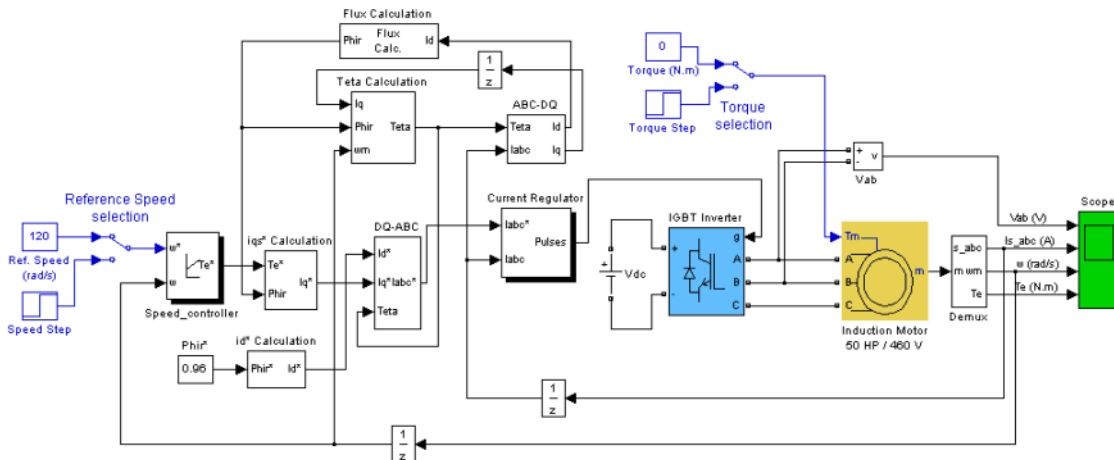 Flux Calculation
Phir Flux Id
Calc.
1
z
0
Torque (N.m)
Torque Step
Torque
selection
Teta Calculation
Iq
Phir Teta
wm
ABC-DQ
Teta Id
Iabc Iq
+
-
v
Vab
Scope
Vab (V)
Is_abc (A)
w (rad/s)
Te (N.m)
Reference Speed
selection
120
Ref. Speed
(rad/s)
Speed Step
w*
Te*
w
Speed_controller
iqs* Calculation
Te*
Iq*
Phir
DQ-ABC
Id*
Iq* Iabc*
Teta
Current Regulator
Iabc*
Pulses
Iabc
Vdc
+
IGBT Inverter
g
+ A
B
- C
Tm
A
B m
C
Induction Motor
50 HP / 460 V
is_abc
m wm
Te
Demux
Phir*
0.96
id* Calculation
Phir* Id*
1
z
1
z